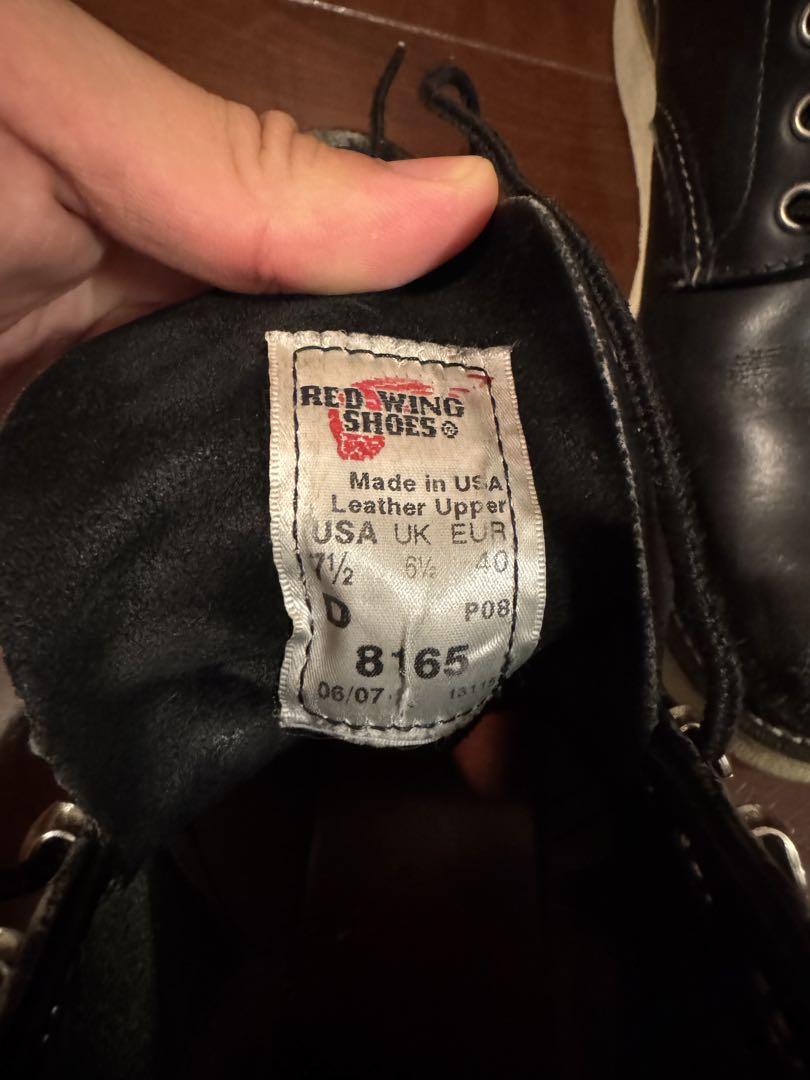 RED WING
SHOES®
Made in USA
Leather Upper
USA UK EUR
7½ 6½ 40
D P08
8165
06/07